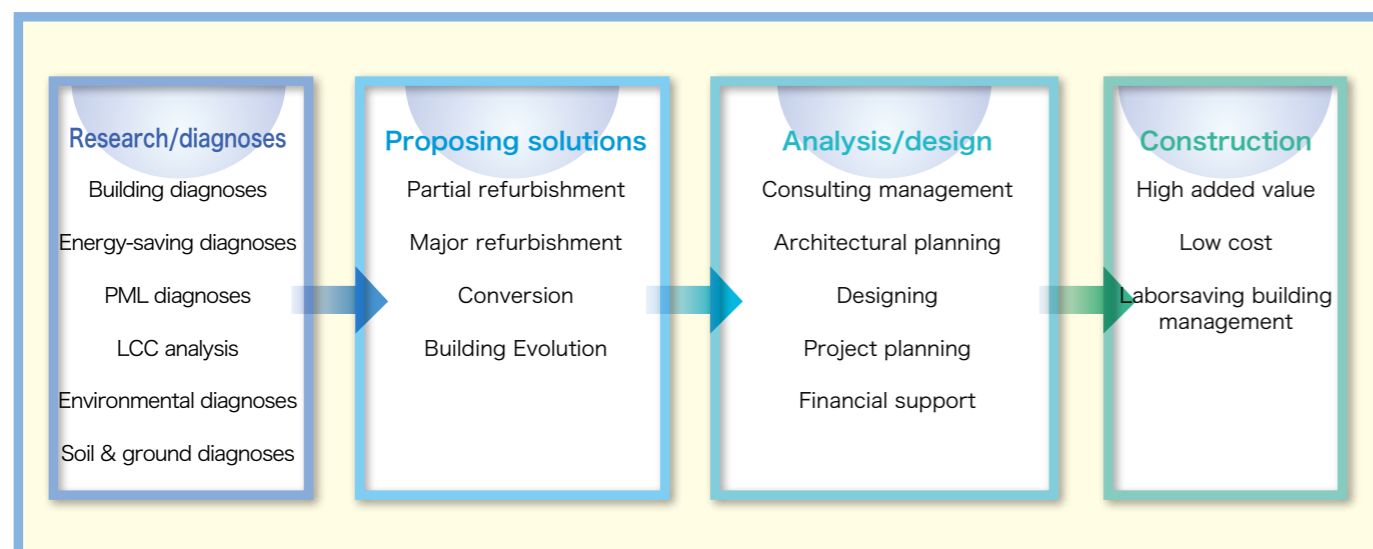 Research/diagnoses
Building diagnoses
Energy-saving diagnoses
PML diagnoses
LCC analysis
Environmental diagnoses
Soil & ground diagnoses
Proposing solutions
Partial refurbishment
Major refurbishment
Conversion
Building Evolution
Analysis/design
Consulting management
Architectural planning
Designing
Project planning
Financial support
Construction
High added value
Low cost
Laborsaving building
management